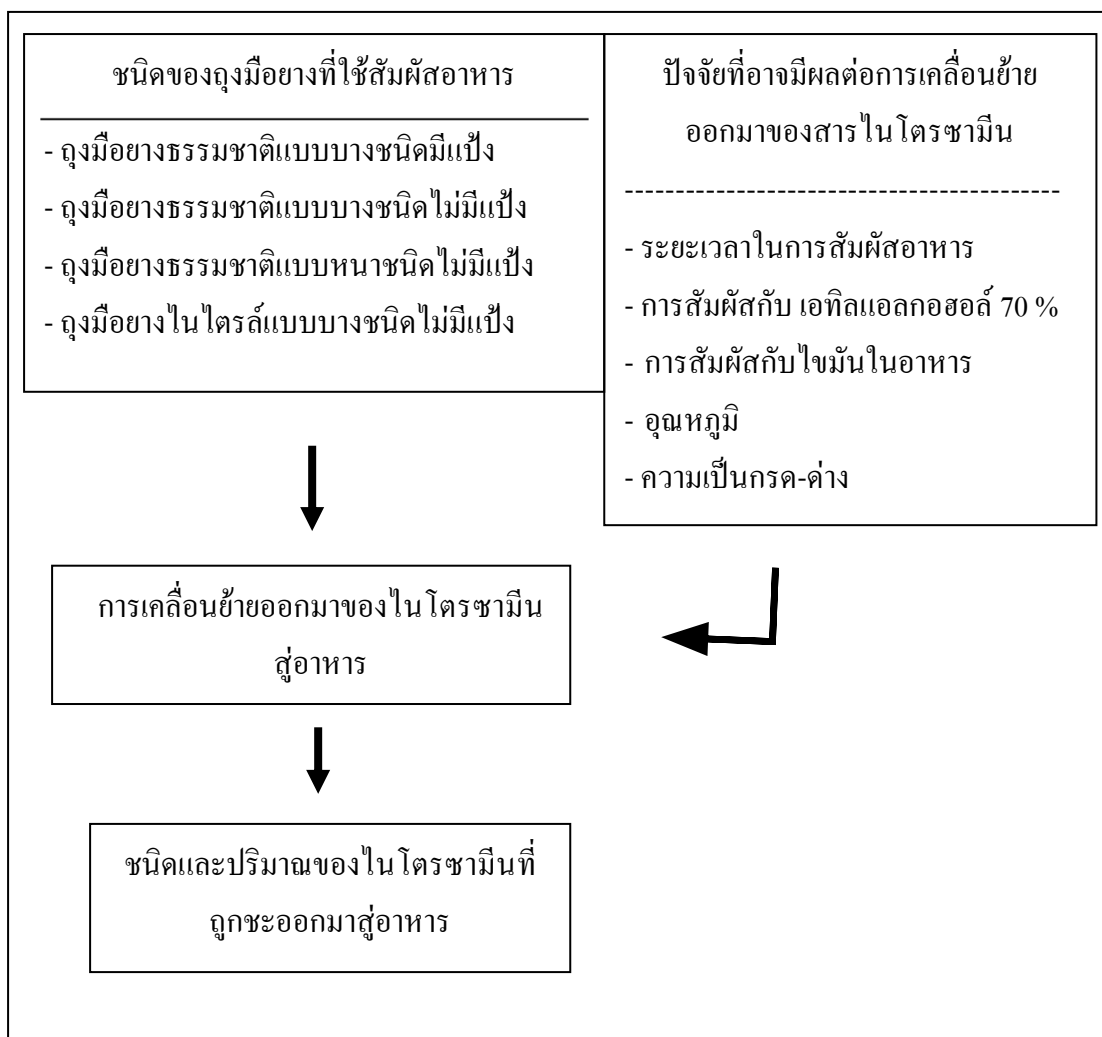 ชนิดของถุงมือยางที่ใช้สัมผัสอาหาร
- ถุงมือยางธรรมชาติแบบบางชนิดมีแป้ง
- ถุงมือยางธรรมชาติแบบบางชนิดไม่มีแป้ง
- ถุงมือยางธรรมชาติแบบหนาชนิดไม่มีแป้ง
- ถุงมือยางไนไตรล์แบบบางชนิดไม่มีแป้ง
ปัจจัยที่อาจมีผลต่อการเคลื่อนย้าย
ออกมาของสารไนโตรซามีน
-------------------------------------------
- ระยะเวลาในการสัมผัสอาหาร
- การสัมผัสกับ เอทิลแอลกอฮอล์ 70 %
- การสัมผัสกับไขมันในอาหาร
- อุณหภูมิ
- ความเป็นกรด-ด่าง
การเคลื่อนย้ายออกมาของไนโตรซามีน
สู่อาหาร
ชนิดและปริมาณของไนโตรซามีนที่
ถูกชะออกมาสู่อาหาร